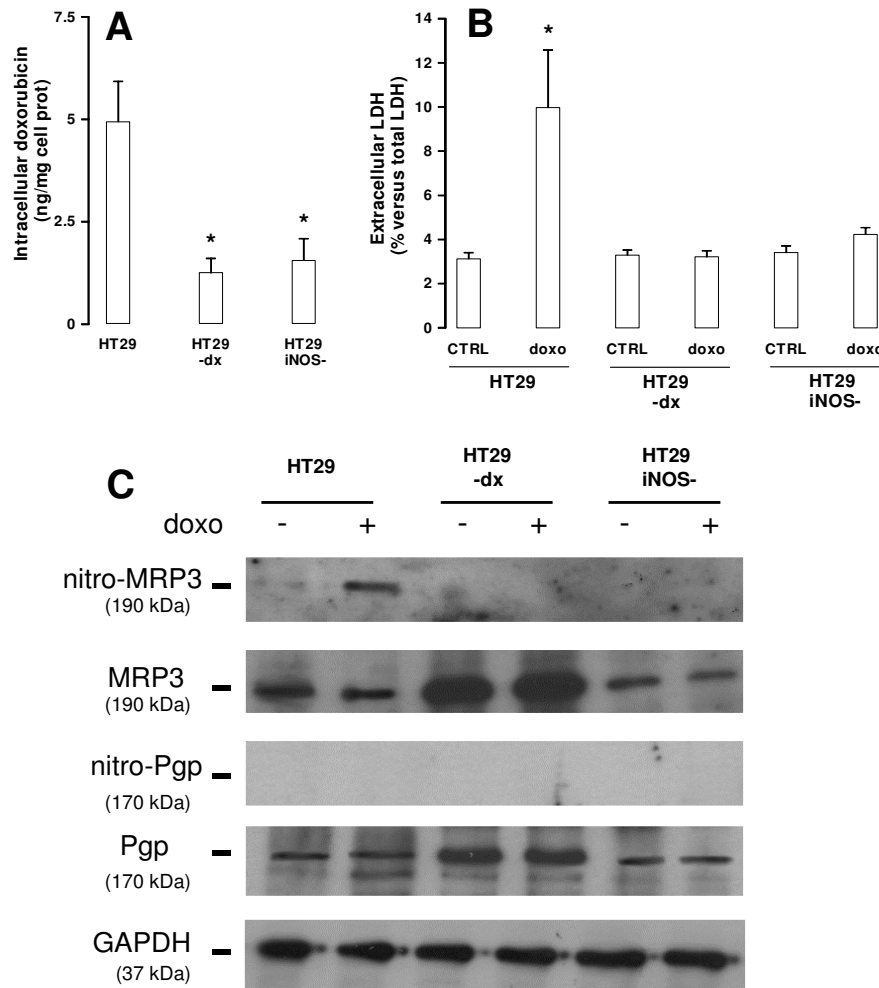 A
Intracellular doxorubicin
(ng/mg cell prot)
7.5
5
2.5
0
*
*
HT29
HT29
-dx
HT29
iNOS-
B
Extracellular LDH
(% versus total LDH)
14
12
10
8
6
4
2
0
*
CTRL
doxo
CTRL
doxo
CTRL
doxo
HT29
HT29
-dx
HT29
iNOS-
C
HT29
HT29
-dx
HT29
iNOS-
doxo - + - + - +
nitro-MRP3
(190 kDa)
MRP3
(190 kDa)
nitro-Pgp
(170 kDa)
Pgp
(170 kDa)
GAPDH
(37 kDa)